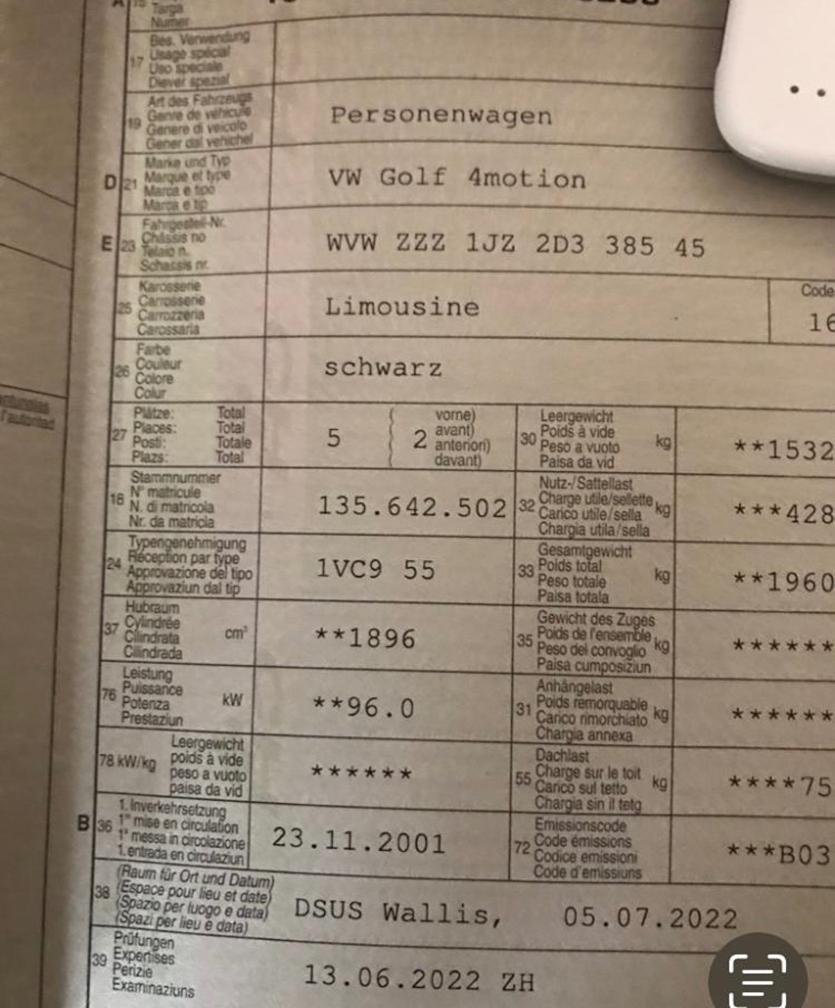 A 15 Targa
Numer
17 Bes. Verwendung
Usage spécial
Uso speciale
Diever spezial
19 Art des Fahrzeugs
Genre de véhicule
Genere di veicolo
Gener dal vehichel
Personenwagen
D 21 Marke und Typ
Marque et type
Marca e tipo
Marca e tip
VW Golf 4motion
E 23 Fahrgestell-Nr.
Châssis no
Telaio n.
Schassis nr.
WVW ZZZ 1JZ 2D3 385 45
25 Karosserie
Carrosserie
Carrozzeria
Carossaria
Limousine
Code
16
26 Farbe
Couleur
Colore
Colur
schwarz
27 Plätze: Total
Places: Total
Posti: Totale
Plazs: Total
5 ( 2 vorne)
( avant)
( anteriori)
( davant)
30 Leergewicht
Poids à vide
Peso a vuoto
Paisa da vid
kg
**1532
18 Stammnummer
N° matricule
N. di matricola
Nr. da matricla
135.642.502
32 Nutz-/Sattellast
Charge utile/sellette
Carico utile/sella
Chargia utila/sella
kg
***428
24 Typengenehmigung
Réception par type
Approvazione del tipo
Approvaziun dal tip
1VC9 55
33 Gesamtgewicht
Poids total
Peso totale
Paisa totala
kg
**1960
37 Hubraum
Cylindrée
Cilindrata
Cilindrada
cm³
**1896
35 Gewicht des Zuges
Poids de l'ensemble
Peso del convoglio
Paisa cumposiziun
kg
******
76 Leistung
Puissance
Potenza
Prestaziun
kW
**96.0
31 Anhängelast
Poids remorquable
Carico rimorchiato
Chargia annexa
kg
******
78 kW/kg Leergewicht
poids à vide
peso a vuoto
paisa da vid
******
55 Dachlast
Charge sur le toit
Carico sul tetto
Chargia sin il tetg
kg
****75
B 36 1. Inverkehrsetzung
1re mise en circulation
1a messa in circolazione
1. entrada en circulaziun
23.11.2001
72 Emissionscode
Code émissions
Codice emissioni
Code d'emissiuns
***B03
38 (Raum für Ort und Datum)
(Espace pour lieu et date)
(Spazio per luogo e data)
(Spazi per lieu e data)
DSUS Wallis, 05.07.2022
39 Prüfungen
Expertises
Perizie
Examinaziuns
13.06.2022 ZH
l'autoritad